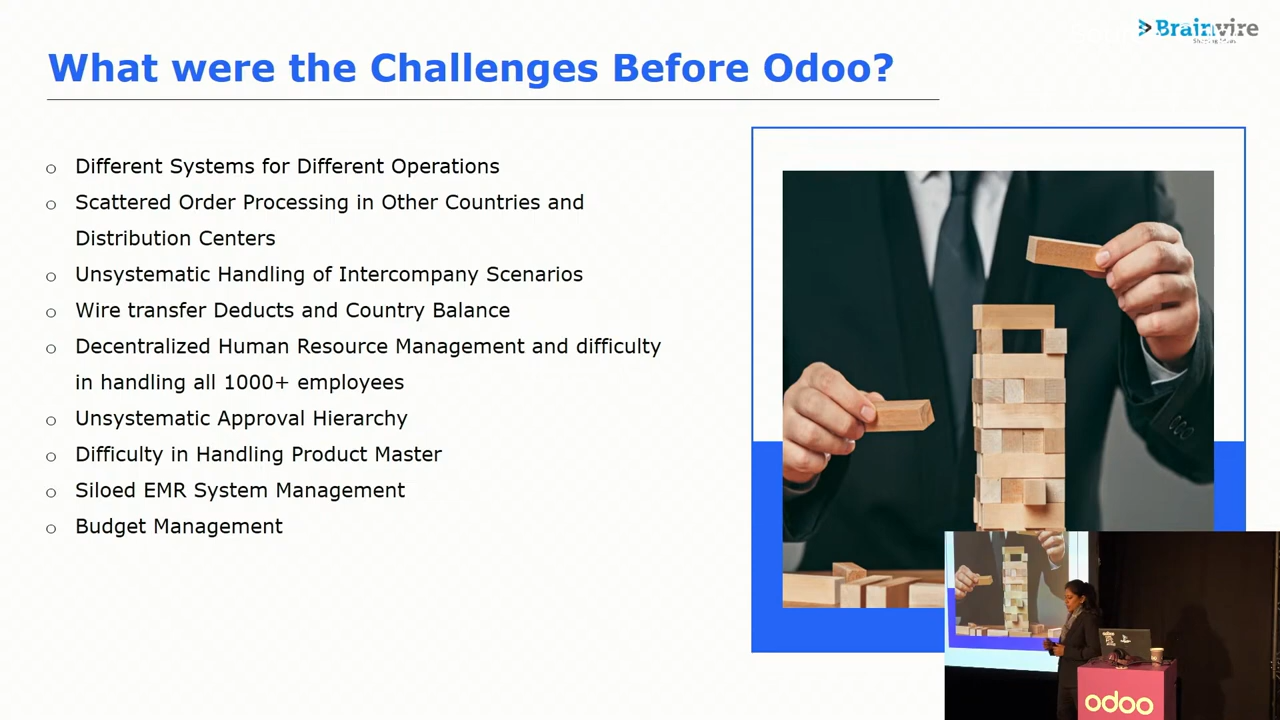 Brainvire
What were the Challenges Before Odoo?
o Different Systems for Different Operations
o Scattered Order Processing in Other Countries and
Distribution Centers
o Unsystematic Handling of Intercompany Scenarios
o Wire transfer Deducts and Country Balance
o Decentralized Human Resource Management and difficulty
in handling all 1000+ employees
o Unsystematic Approval Hierarchy
o Difficulty in Handling Product Master
o Siloed EMR System Management
o Budget Management
odoo